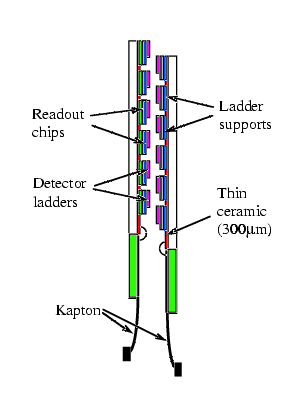 Readout
chips
Ladder
supports
Detector
ladders
Thin
ceramic
(300μm)
Kapton